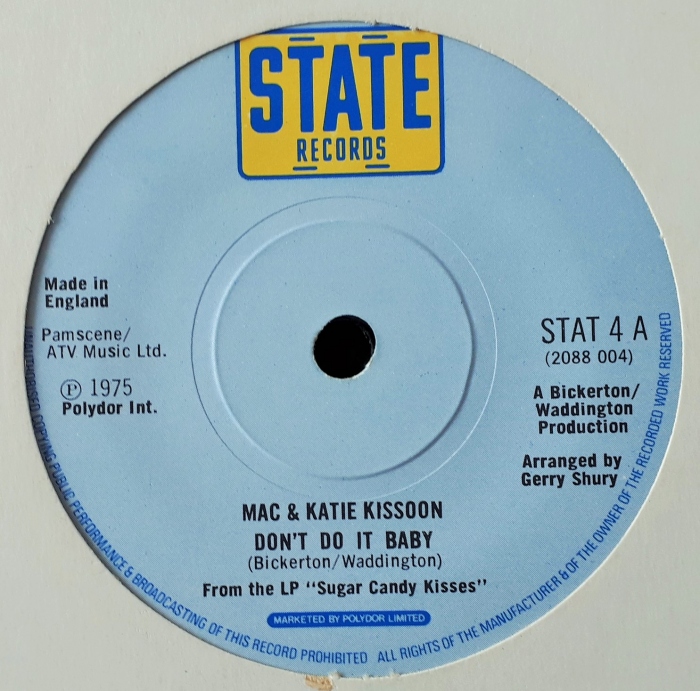 STATE
RECORDS
Made in
England
Pamscene/
ATV Music Ltd.
Ⓟ 1975
Polydor Int.
STAT 4 A
(2088 004)
A Bickerton/
Waddington
Production
Arranged by
Gerry Shury
MAC & KATIE KISSOON
DON'T DO IT BABY
(Bickerton/Waddington)
From the LP "Sugar Candy Kisses"
MARKETED BY POLYDOR LIMITED
UNAUTHORISED COPYING PUBLIC PERFORMANCE & BROADCASTING OF THIS RECORD PROHIBITED ALL RIGHTS OF THE MANUFACTURER & OF THE OWNER OF THE RECORDED WORK RESERVED